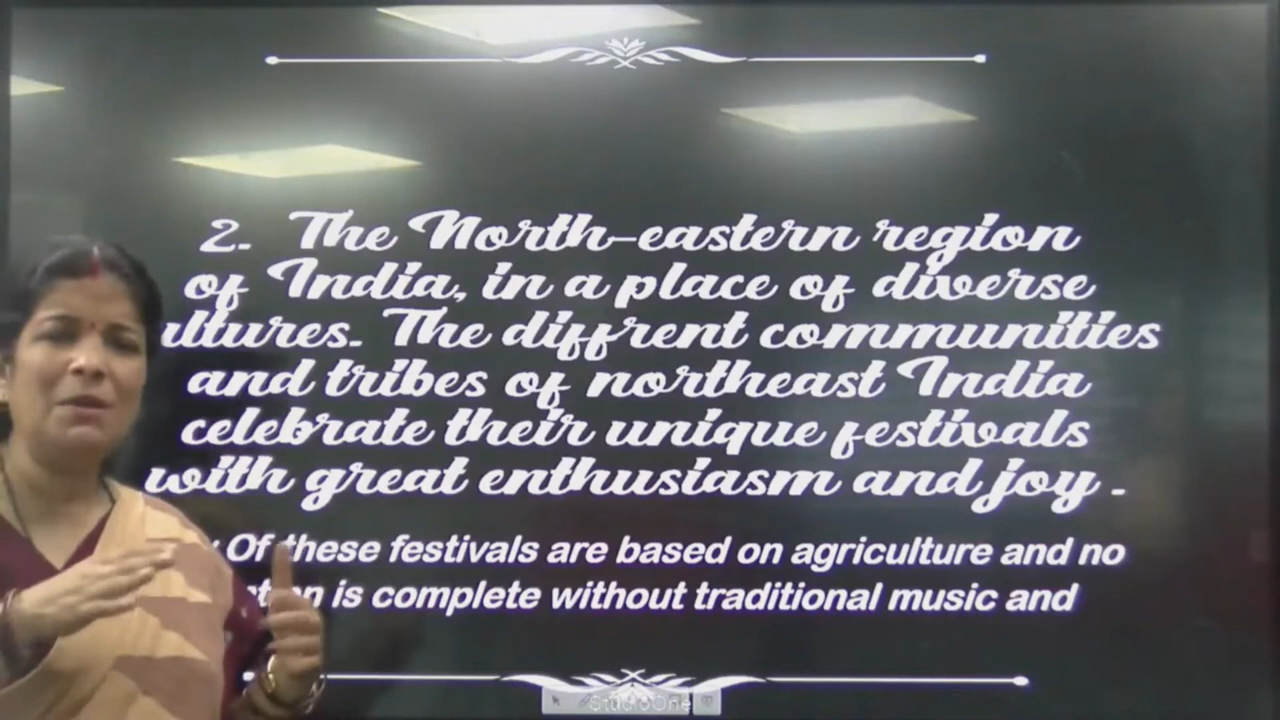 2. The North-eastern region
of India, in a place of diverse
ultures. The diffrent communities
and tribes of northeast India
celebrate their unique festivals
with great enthusiasm and joy .
Of these festivals are based on agriculture and no
is complete without traditional music and
StudioOne